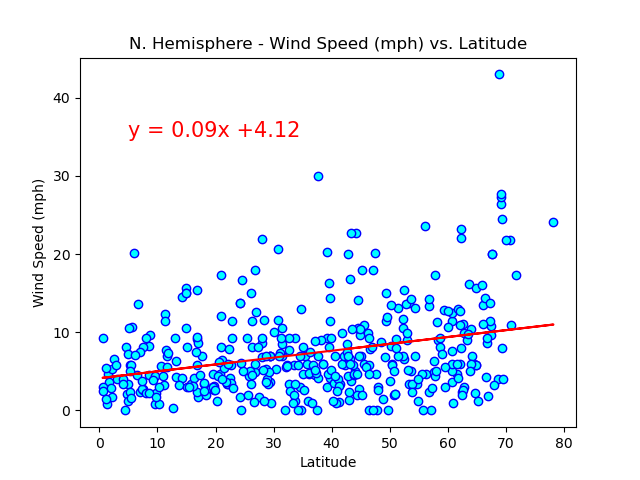 N. Hemisphere - Wind Speed (mph) vs. Latitude
y = 0.09x +4.12
Wind Speed (mph)
40
30
20
10
0
0 10 20 30 40 50 60 70 80
Latitude